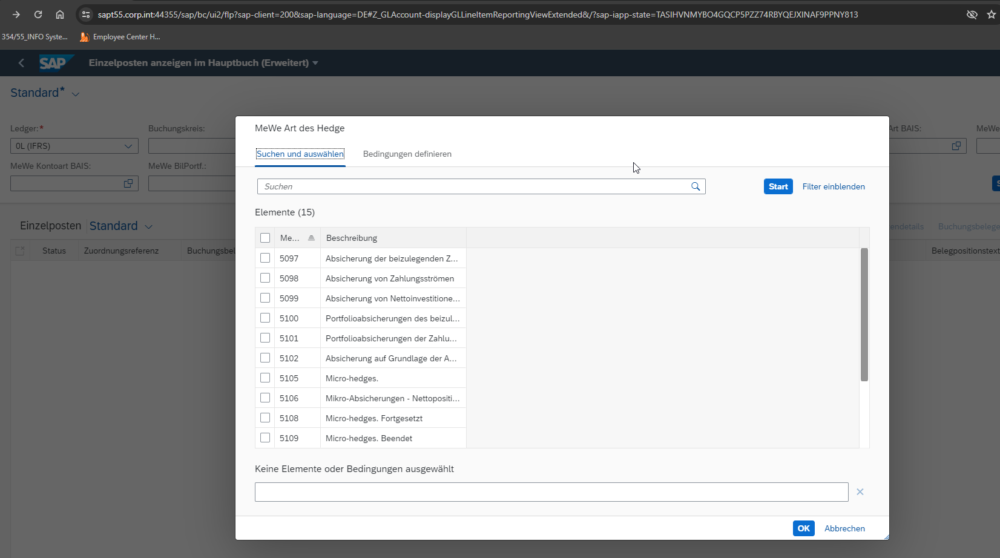 sapt55.corp.int:44355/sap/bc/ui2/flp?sap-client=200&sap-language=DE#Z_GLAccount-displayGLLineItemReportingViewExtended&/?sap-iapp-state=TASIHVNMYBO4GQCP5PZZ74RBYQEJXINAF9PPNY813
354/55_INFO Syste... Employee Center H...
SAP Einzelposten anzeigen im Hauptbuch (Erweitert)
Standard*
Ledger:* Buchungskreis: Art BAIS: MeWe
0L (IFRS)
MeWe Kontoart BAIS: MeWe BilPortf.:
Einzelposten Standard endetails Buchungsbelege
Status Zuordnungsreferenz Buchungsbel Belegpositionstext
MeWe Art des Hedge
Suchen und auswählen Bedingungen definieren
Suchen Start Filter einblenden
Elemente (15)
Me... Beschreibung
5097 Absicherung der beizulegenden Z...
5098 Absicherung von Zahlungsströmen
5099 Absicherung von Nettoinvestitione...
5100 Portfolioabsicherungen des beizul...
5101 Portfolioabsicherungen der Zahlu...
5102 Absicherung auf Grundlage der A...
5105 Micro-hedges.
5106 Mikro-Absicherungen - Nettopositi...
5108 Micro-hedges. Fortgesetzt
5109 Micro-hedges. Beendet
Keine Elemente oder Bedingungen ausgewählt
OK Abbrechen